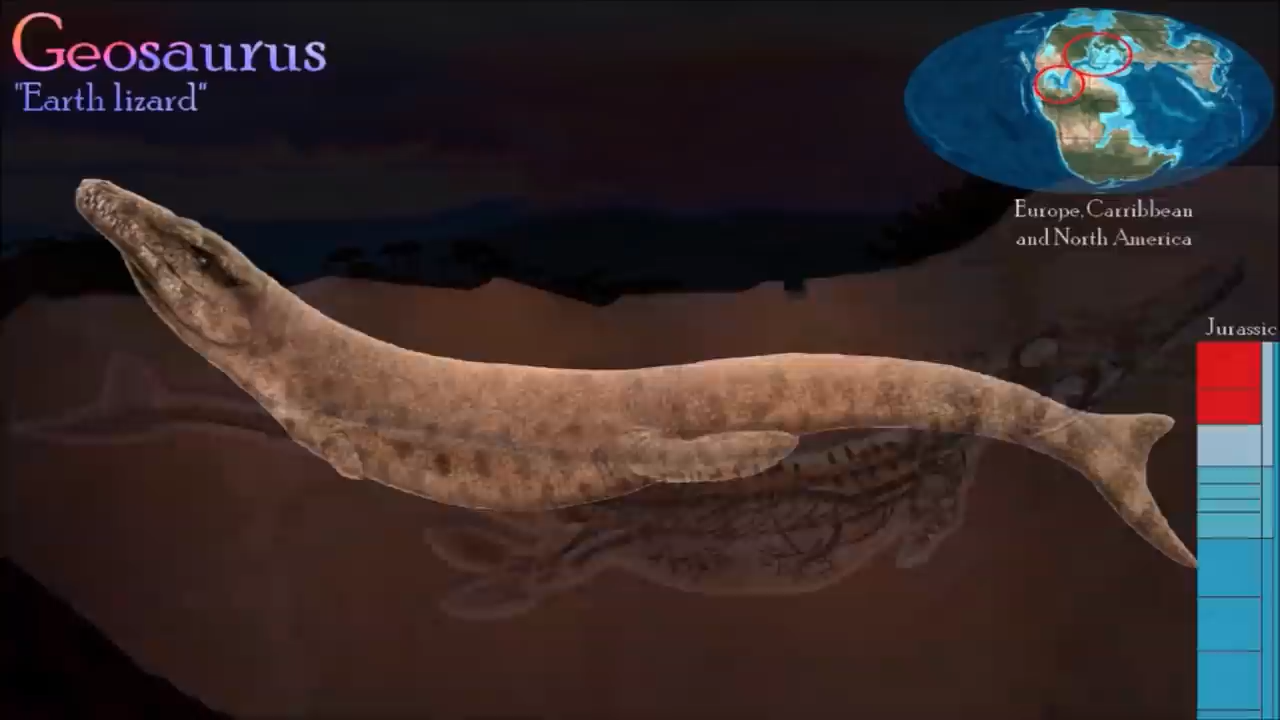 Geosaurus
"Earth lizard"
Europe, Carribbean
and North America
Jurassic